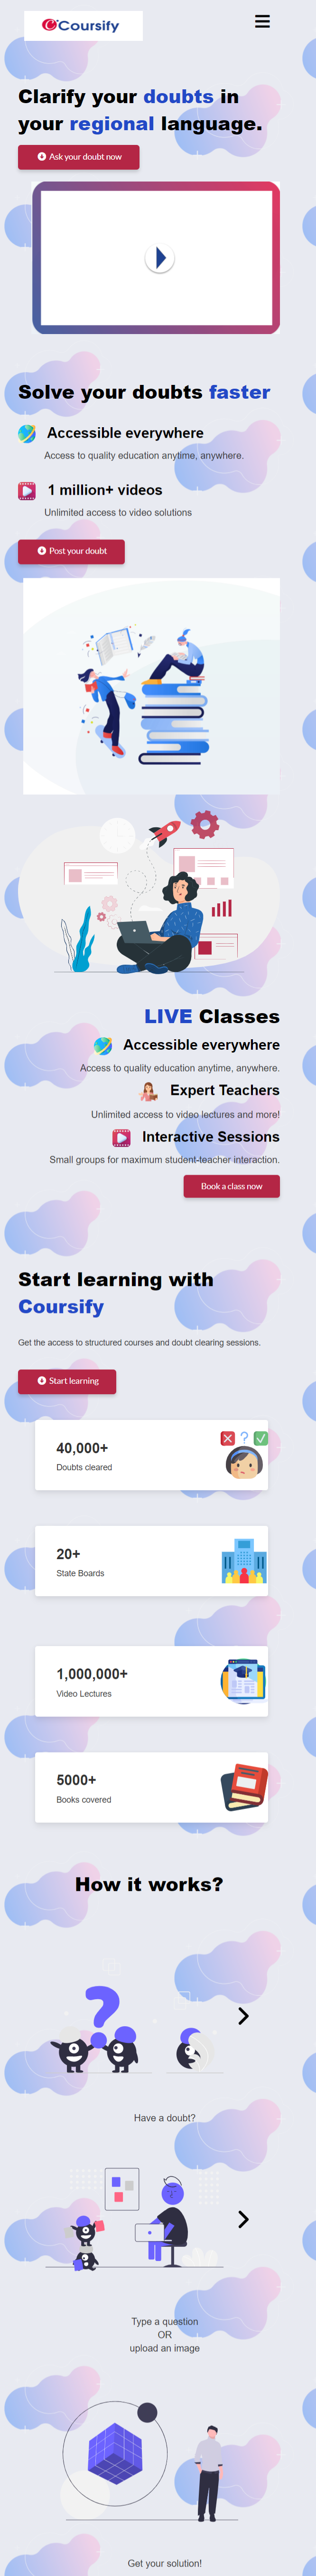 Coursify
Clarify your doubts in
your regional language.
Ask your doubt now
Solve your doubts faster
Accessible everywhere
Access to quality education anytime, anywhere.
1 million+ videos
Unlimited access to video solutions
Post your doubt
LIVE Classes
Accessible everywhere
Access to quality education anytime, anywhere.
Expert Teachers
Unlimited access to video lectures and more!
Interactive Sessions
Small groups for maximum student-teacher interaction.
Book a class now
Start learning with
Coursify
Get the access to structured courses and doubt clearing sessions.
Start learning
40,000+
Doubts cleared
20+
State Boards
1,000,000+
Video Lectures
5000+
Books covered
How it works?
Have a doubt?
Type a question
OR
upload an image
Get your solution!